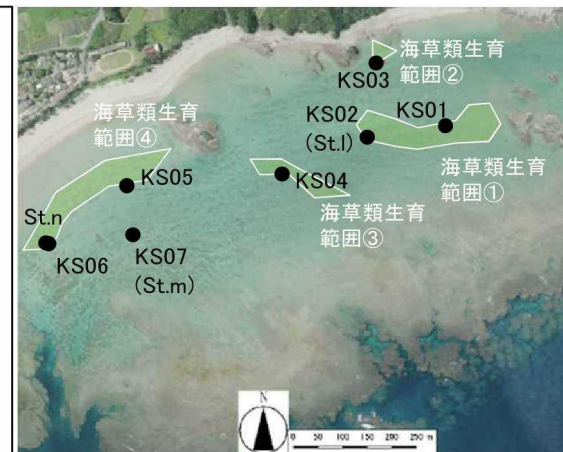 海草類生育
範囲②
KS03
KS02
(St.l)
KS01
海草類生育
範囲①
海草類生育
範囲④
KS05
KS04
海草類生育
範囲③
St.n
KS06
KS07
(St.m)
N
0 50 100 150 200 250 m